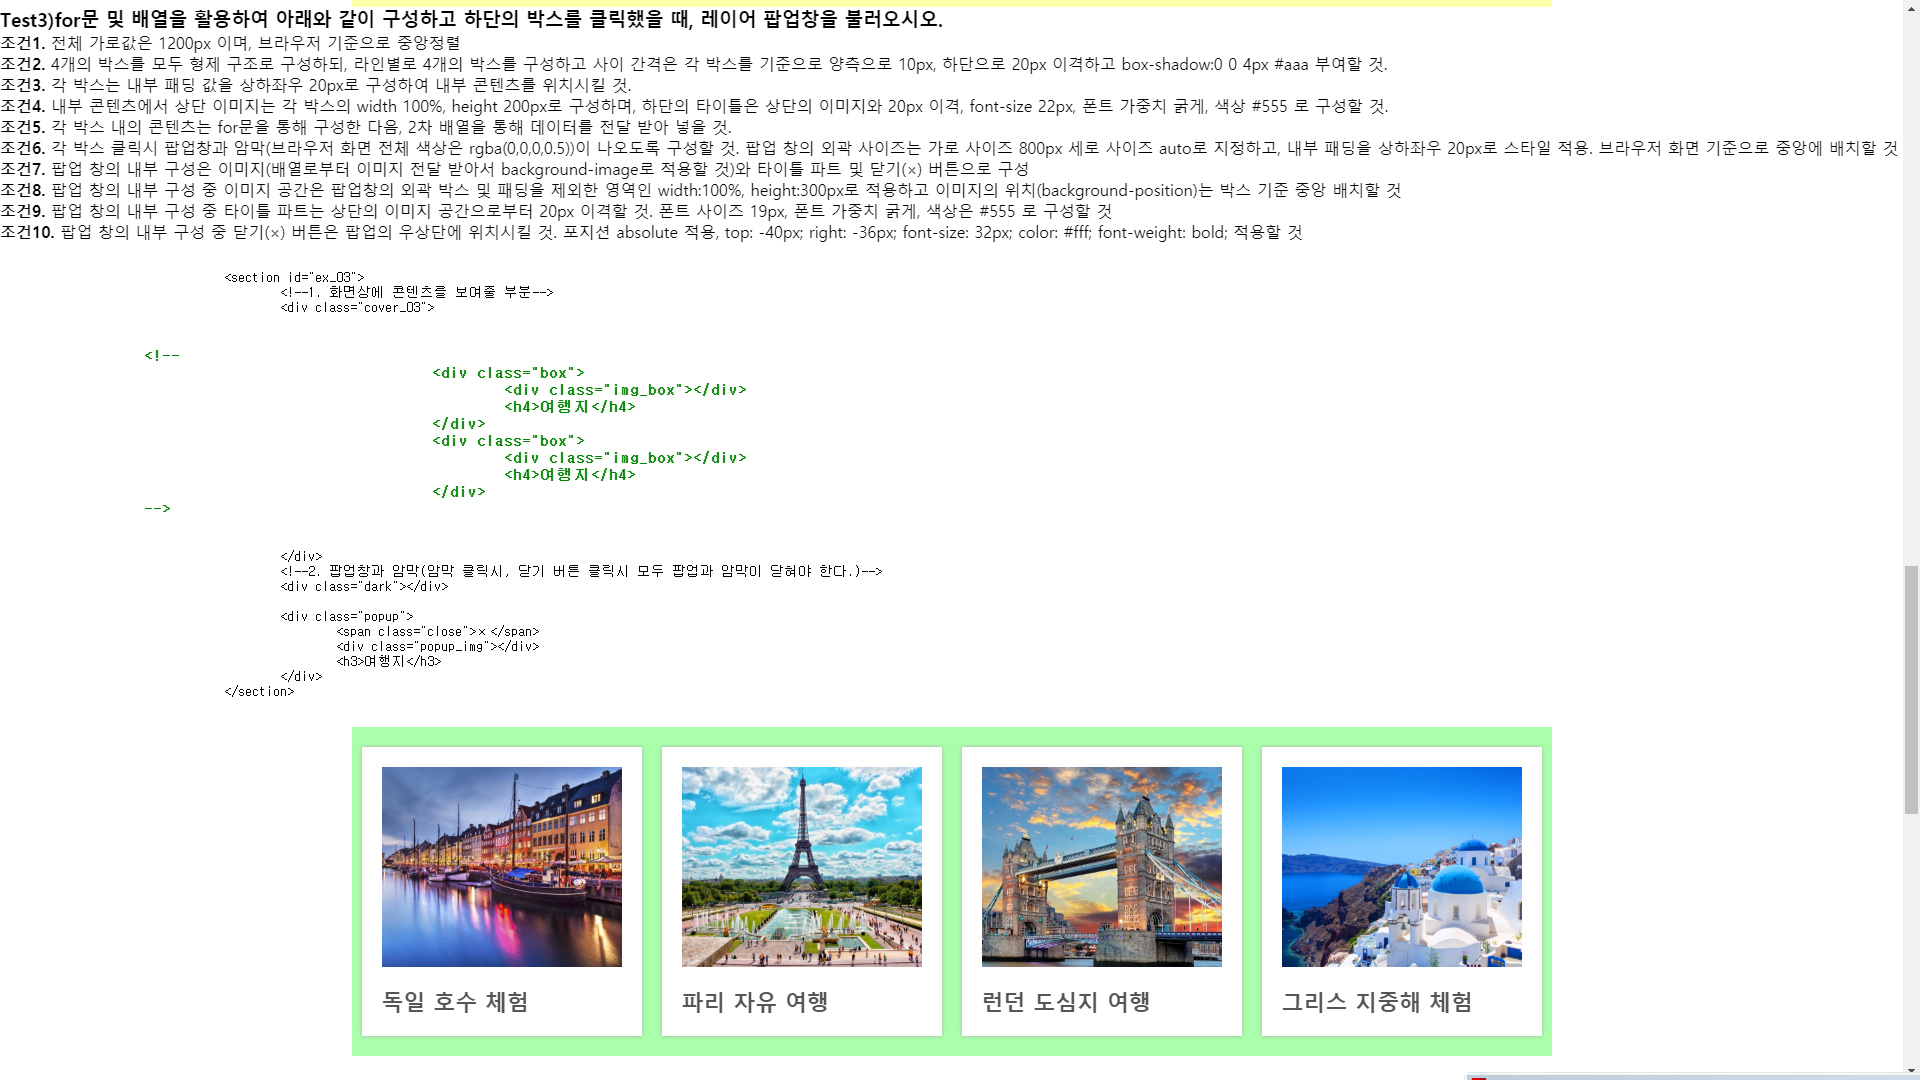 Test3)for문 및 배열을 활용하여 아래와 같이 구성하고 하단의 박스를 클릭했을 때, 레이어 팝업창을 불러오시오.
조건1. 전체 가로값은 1200px 이며, 브라우저 기준으로 중앙정렬
조건2. 4개의 박스를 모두 형제 구조로 구성하되, 라인별로 4개의 박스를 구성하고 사이 간격은 각 박스를 기준으로 양측으로 10px, 하단으로 20px 이격하고 box-shadow:0 0 4px #aaa 부여할 것.
조건3. 각 박스는 내부 패딩 값을 상하좌우 20px로 구성하여 내부 콘텐츠를 위치시킬 것.
조건4. 내부 콘텐츠에서 상단 이미지는 각 박스의 width 100%, height 200px로 구성하며, 하단의 타이틀은 상단의 이미지와 20px 이격, font-size 22px, 폰트 가중치 굵게, 색상 #555 로 구성할 것.
조건5. 각 박스 내의 콘텐츠는 for문을 통해 구성한 다음, 2차 배열을 통해 데이터를 전달 받아 넣을 것.
조건6. 각 박스 클릭시 팝업창과 암막(브라우저 화면 전체 색상은 rgba(0,0,0,0.5))이 나오도록 구성할 것. 팝업 창의 외곽 사이즈는 가로 사이즈 800px 세로 사이즈 auto로 지정하고, 내부 패딩을 상하좌우 20px로 스타일 적용. 브라우저 화면 기준으로 중앙에 배치할 것
조건7. 팝업 창의 내부 구성은 이미지(배열로부터 이미지 전달 받아서 background-image로 적용할 것)와 타이틀 파트 및 닫기(×) 버튼으로 구성
조건8. 팝업 창의 내부 구성 중 이미지 공간은 팝업창의 외곽 박스 및 패딩을 제외한 영역인 width:100%, height:300px로 적용하고 이미지의 위치(background-position)는 박스 기준 중앙 배치할 것
조건9. 팝업 창의 내부 구성 중 타이틀 파트는 상단의 이미지 공간으로부터 20px 이격할 것. 폰트 사이즈 19px, 폰트 가중치 굵게, 색상은 #555 로 구성할 것
조건10. 팝업 창의 내부 구성 중 닫기(×) 버튼은 팝업의 우상단에 위치시킬 것. 포지션 absolute 적용, top: -40px; right: -36px; font-size: 32px; color: #fff; font-weight: bold; 적용할 것
<section id="ex_03">
<!--1. 화면상에 콘텐츠를 보여줄 부분-->
<div class="cover_03">
<!--
<div class="box">
<div class="img_box"></div>
<h4>여행지</h4>
</div>
<div class="box">
<div class="img_box"></div>
<h4>여행지</h4>
</div>
-->
</div>
<!--2. 팝업창과 암막(암막 클릭시, 닫기 버튼 클릭시 모두 팝업과 암막이 닫혀야 한다.)-->
<div class="dark"></div>
<div class="popup">
<span class="close">×</span>
<div class="popup_img"></div>
<h3>여행지</h3>
</div>
</section>
독일 호수 체험
파리 자유 여행
런던 도심지 여행
그리스 지중해 체험